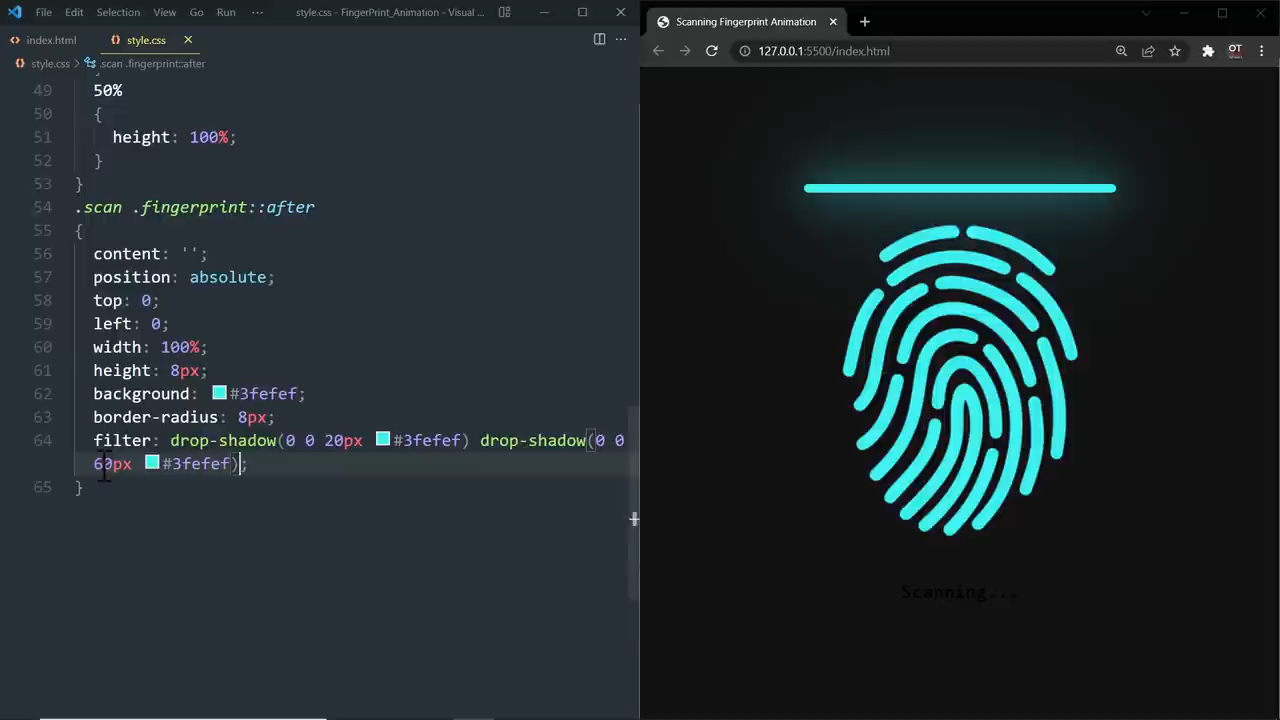 File Edit Selection View Go Run ··· style.css - FingerPrint_Animation - Visual ...
index.html style.css
style.css > .scan .fingerprint::after
49 50%
50 {
51 height: 100%;
52 }
53 }
54 .scan .fingerprint::after
55 {
56 content: '';
57 position: absolute;
58 top: 0;
59 left: 0;
60 width: 100%;
61 height: 8px;
62 background: #3fefef;
63 border-radius: 8px;
64 filter: drop-shadow(0 0 20px #3fefef) drop-shadow(0 0
60px #3fefef);
65 }
Scanning Fingerprint Animation
127.0.0.1:5500/index.html
OT
Scanning...